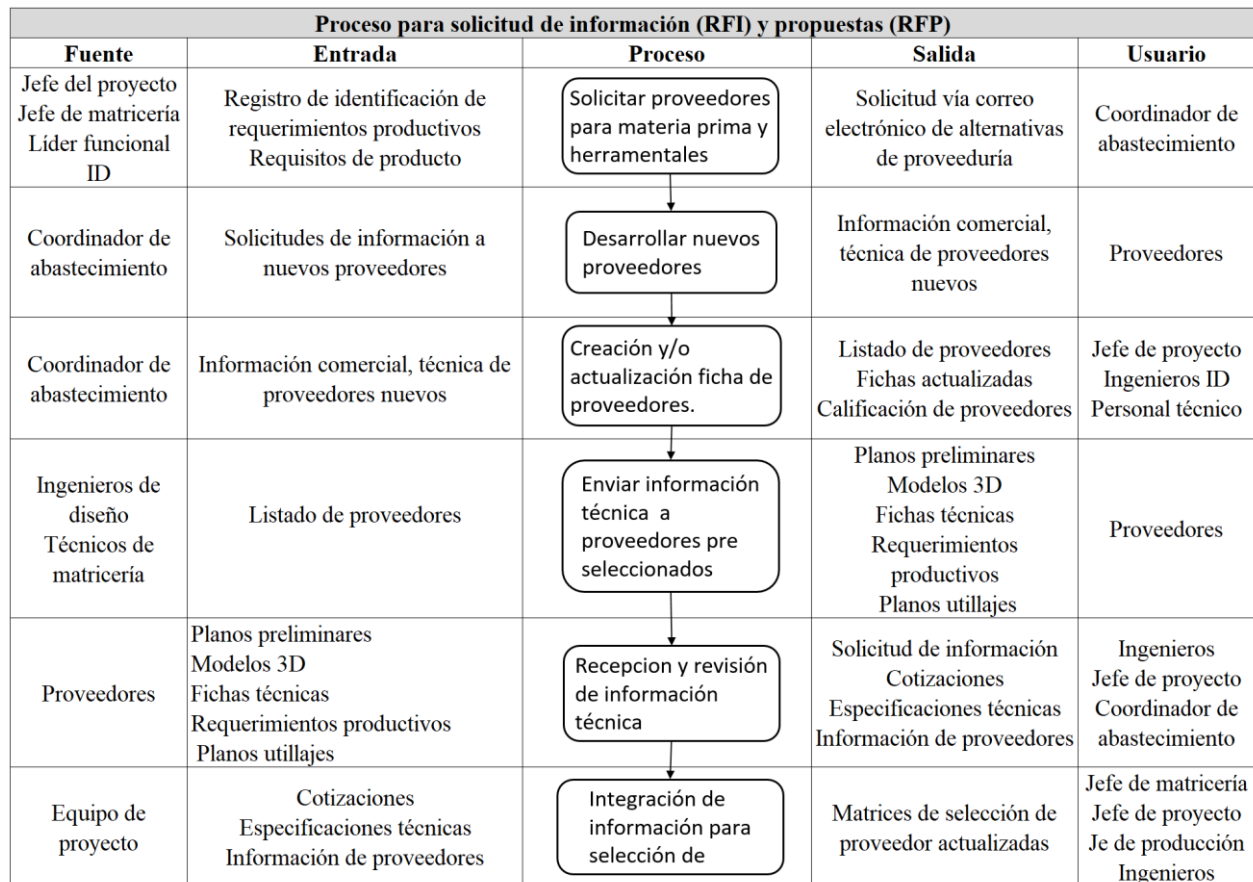 Proceso para solicitud de información (RFI) y propuestas (RFP)
Fuente
Entrada
Proceso
Salida
Usuario
Jefe del proyecto
Jefe de matricería
Líder funcional
ID
Registro de identificación de
requerimientos productivos
Requisitos de producto
Solicitar proveedores
para materia prima y
herramentales
Solicitud vía correo
electrónico de alternativas
de proveeduría
Coordinador de
abastecimiento
Coordinador de
abastecimiento
Solicitudes de información a
nuevos proveedores
Desarrollar nuevos
proveedores
Información comercial,
técnica de proveedores
nuevos
Proveedores
Coordinador de
abastecimiento
Información comercial, técnica de
proveedores nuevos
Creación y/o
actualización ficha de
proveedores.
Listado de proveedores
Fichas actualizadas
Calificación de proveedores
Jefe de proyecto
Ingenieros ID
Personal técnico
Ingenieros de
diseño
Técnicos de
matricería
Listado de proveedores
Enviar información
técnica a
proveedores pre
seleccionados
Planos preliminares
Modelos 3D
Fichas técnicas
Requerimientos
productivos
Planos utillajes
Proveedores
Proveedores
Planos preliminares
Modelos 3D
Fichas técnicas
Requerimientos productivos
Planos utillajes
Recepcion y revisión
de información
técnica
Solicitud de información
Cotizaciones
Especificaciones técnicas
Información de proveedores
Ingenieros
Jefe de proyecto
Coordinador de
abastecimiento
Equipo de
proyecto
Cotizaciones
Especificaciones técnicas
Información de proveedores
Integración de
información para
selección de
Matrices de selección de
proveedor actualizadas
Jefe de matricería
Jefe de proyecto
Je de producción
Ingenieros